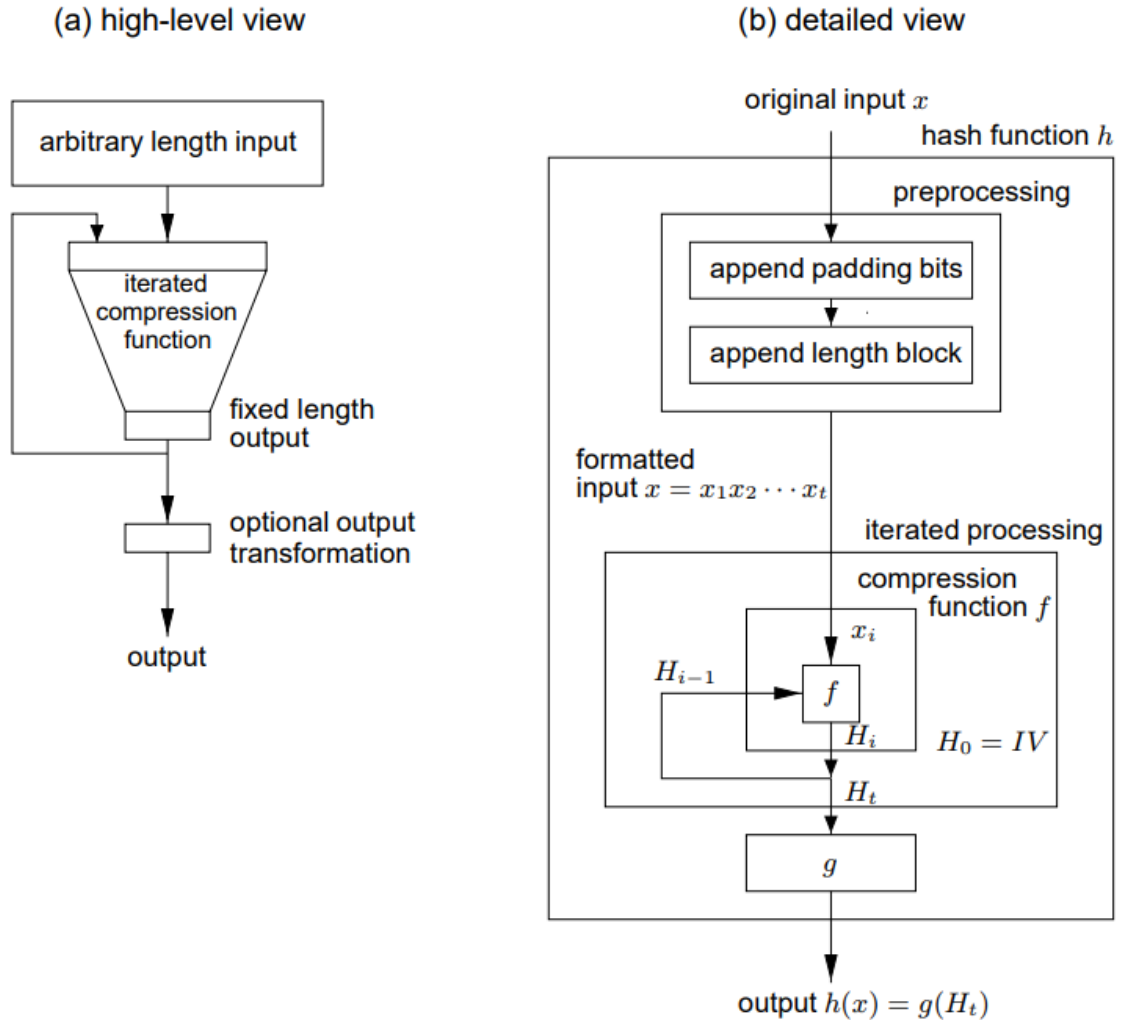 (a) high-level view
arbitrary length input
iterated
compression
function
fixed length
output
optional output
transformation
output
(b) detailed view
original input x
hash function h
preprocessing
append padding bits
append length block
formatted
input x = x₁x₂ ··· xₜ
iterated processing
compression
function f
xᵢ
Hᵢ₋₁
f
Hᵢ
H₀ = IV
Hₜ
g
output h(x) = g(Hₜ)